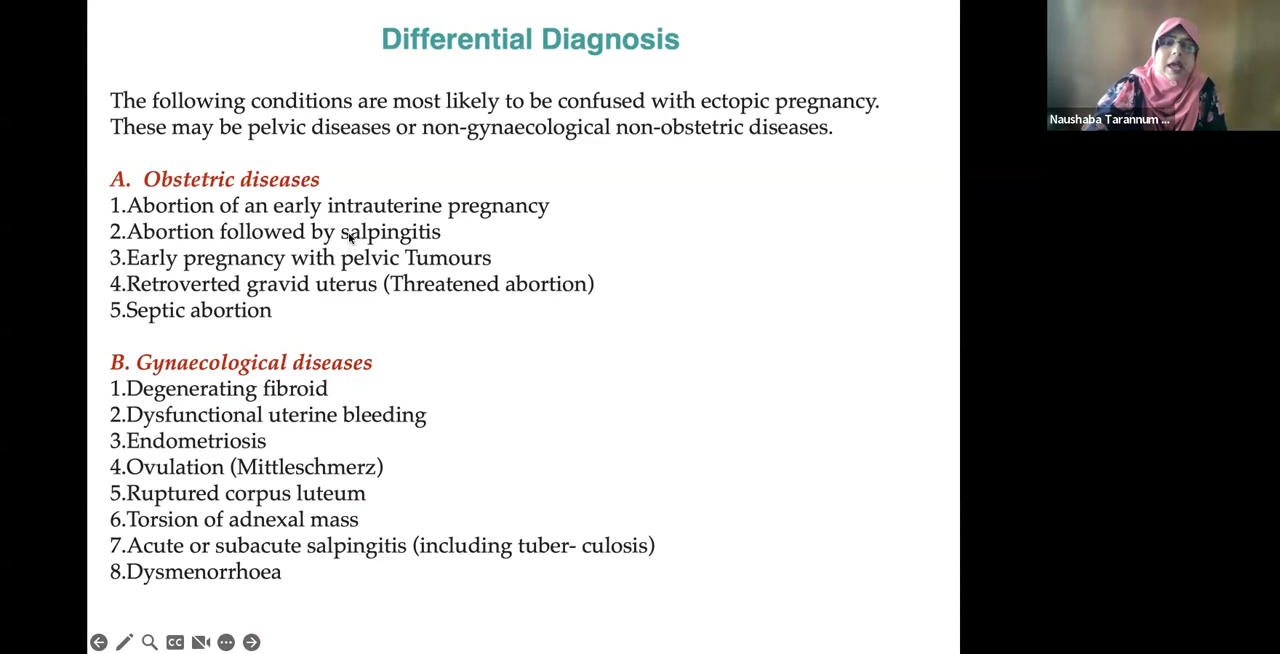 Differential Diagnosis
The following conditions are most likely to be confused with ectopic pregnancy.
These may be pelvic diseases or non-gynaecological non-obstetric diseases.
A. Obstetric diseases
1.Abortion of an early intrauterine pregnancy
2.Abortion followed by salpingitis
3.Early pregnancy with pelvic Tumours
4.Retroverted gravid uterus (Threatened abortion)
5.Septic abortion
B. Gynaecological diseases
1.Degenerating fibroid
2.Dysfunctional uterine bleeding
3.Endometriosis
4.Ovulation (Mittleschmerz)
5.Ruptured corpus luteum
6.Torsion of adnexal mass
7.Acute or subacute salpingitis (including tuber- culosis)
8.Dysmenorrhoea
CC
Naushaba Tarannum ...